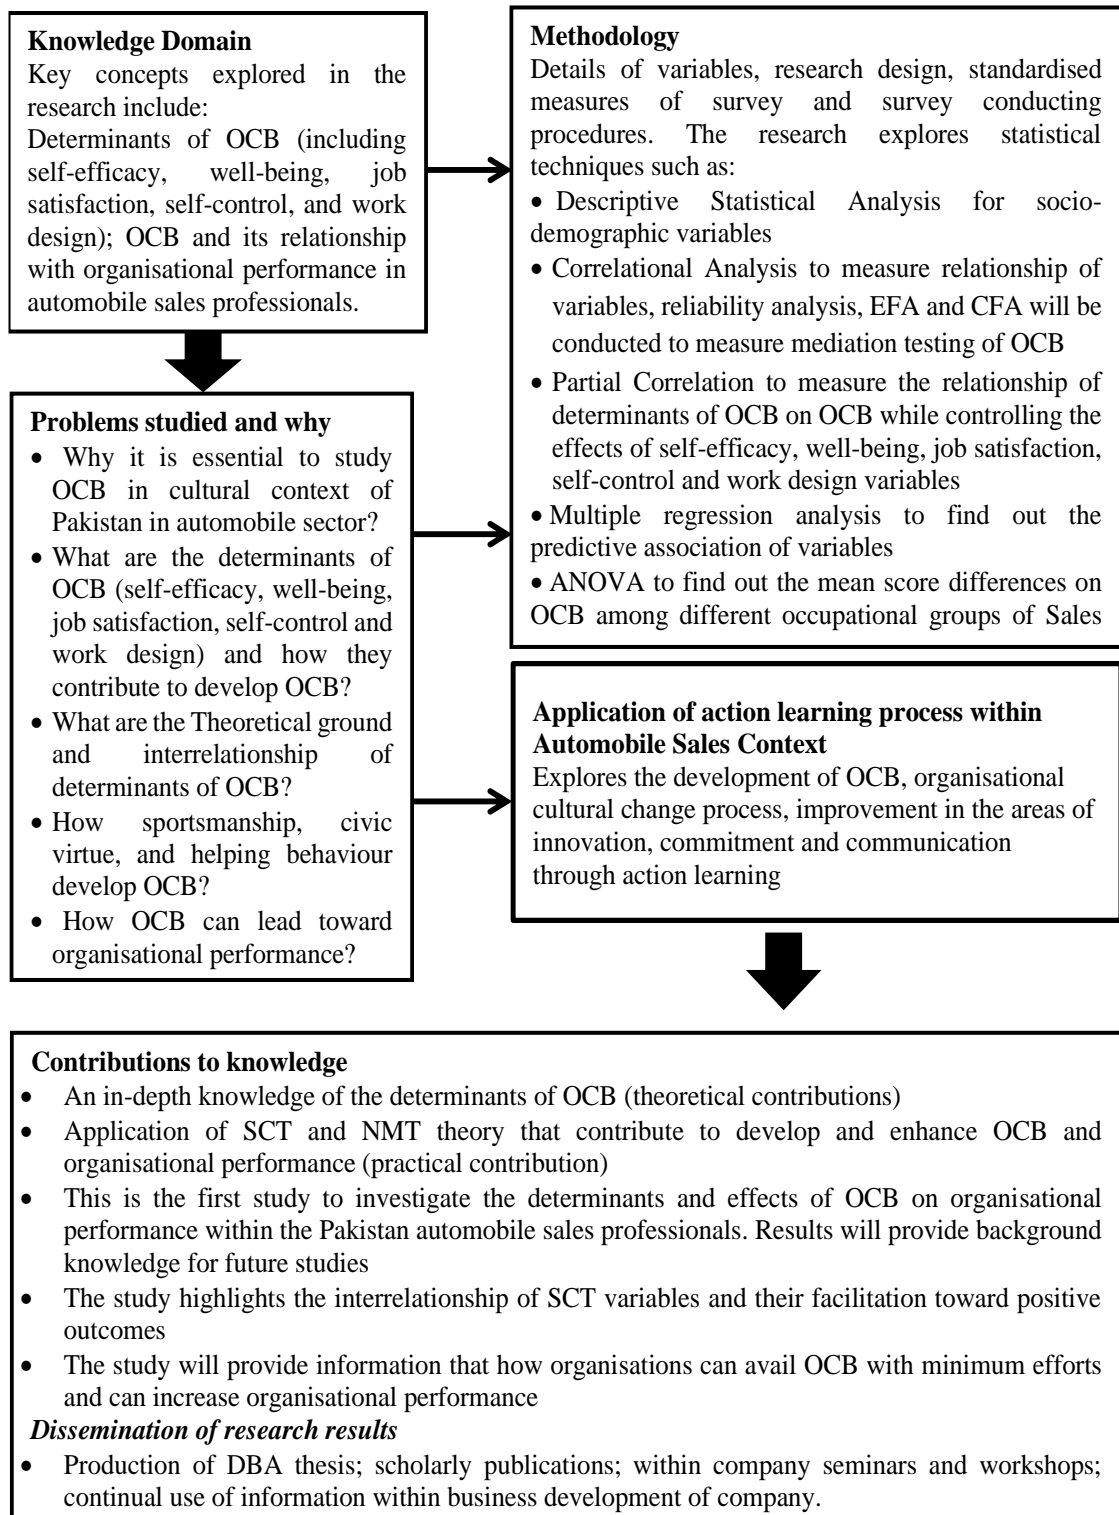 Knowledge Domain
Key concepts explored in the
research include:
Determinants of OCB (including
self-efficacy, well-being, job
satisfaction, self-control, and work
design); OCB and its relationship
with organisational performance in
automobile sales professionals.
Methodology
Details of variables, research design, standardised
measures of survey and survey conducting
procedures. The research explores statistical
techniques such as:
• Descriptive Statistical Analysis for socio-
demographic variables
• Correlational Analysis to measure relationship of
variables, reliability analysis, EFA and CFA will be
conducted to measure mediation testing of OCB
• Partial Correlation to measure the relationship of
determinants of OCB on OCB while controlling the
effects of self-efficacy, well-being, job satisfaction,
self-control and work design variables
• Multiple regression analysis to find out the
predictive association of variables
• ANOVA to find out the mean score differences on
OCB among different occupational groups of Sales
Problems studied and why
• Why it is essential to study
OCB in cultural context of
Pakistan in automobile sector?
• What are the determinants of
OCB (self-efficacy, well-being,
job satisfaction, self-control and
work design) and how they
contribute to develop OCB?
• What are the Theoretical ground
and interrelationship of
determinants of OCB?
• How sportsmanship, civic
virtue, and helping behaviour
develop OCB?
• How OCB can lead toward
organisational performance?
Application of action learning process within
Automobile Sales Context
Explores the development of OCB, organisational
cultural change process, improvement in the areas of
innovation, commitment and communication
through action learning
Contributions to knowledge
• An in-depth knowledge of the determinants of OCB (theoretical contributions)
• Application of SCT and NMT theory that contribute to develop and enhance OCB and
organisational performance (practical contribution)
• This is the first study to investigate the determinants and effects of OCB on organisational
performance within the Pakistan automobile sales professionals. Results will provide background
knowledge for future studies
• The study highlights the interrelationship of SCT variables and their facilitation toward positive
outcomes
• The study will provide information that how organisations can avail OCB with minimum efforts
and can increase organisational performance
Dissemination of research results
• Production of DBA thesis; scholarly publications; within company seminars and workshops;
continual use of information within business development of company.